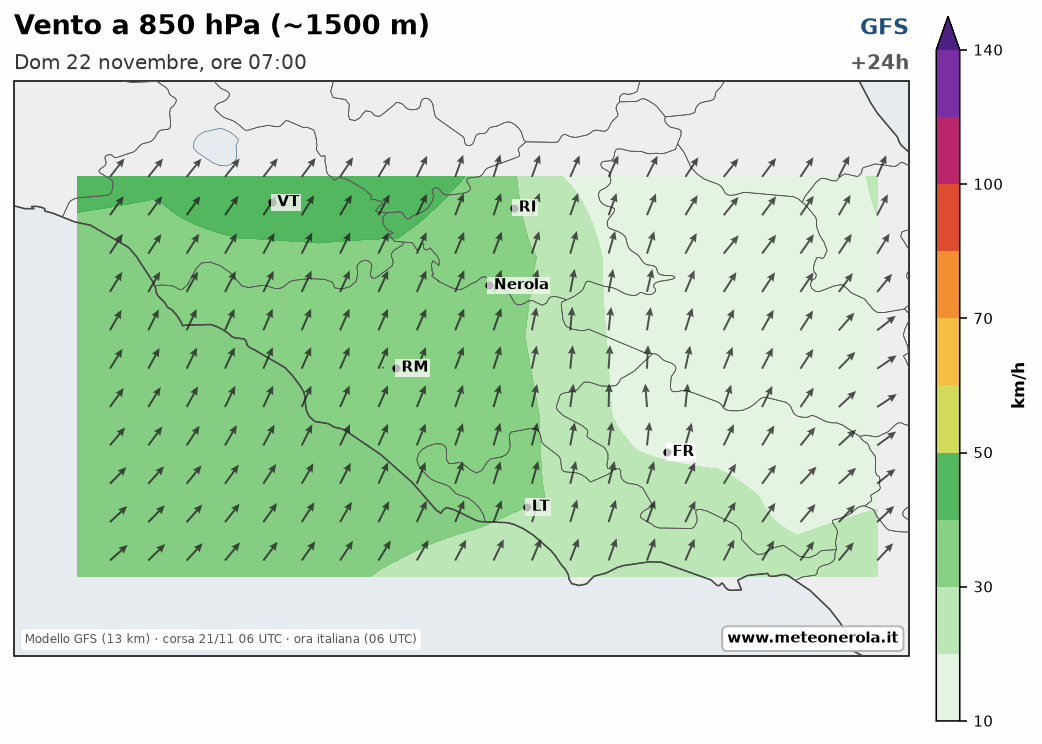 Vento a 850 hPa (~1500 m)
GFS
Dom 22 novembre, ore 07:00
+24h
140
100
70
50
30
10
km/h
VT
RI
Nerola
RM
FR
LT
Modello GFS (13 km) · corsa 21/11 06 UTC · ora italiana (06 UTC)
www.meteonerola.it